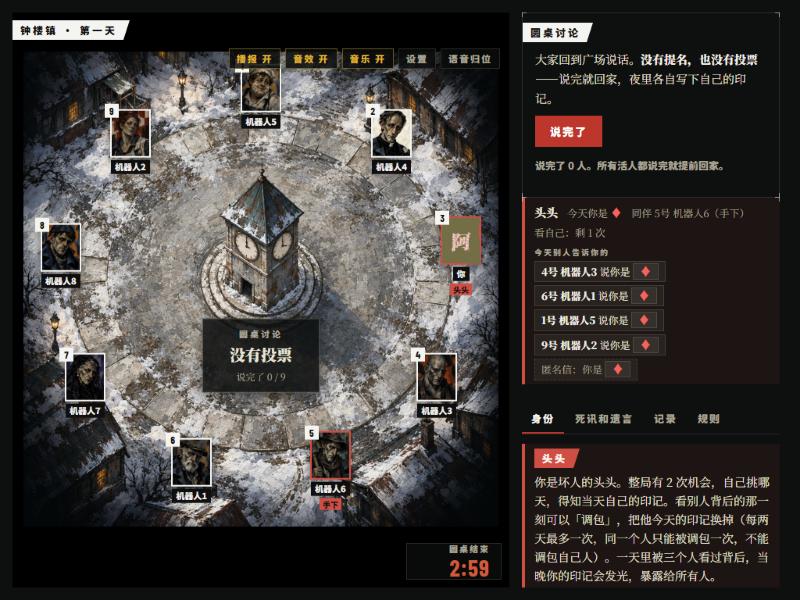 钟楼镇 · 第一天
播报 开
音效 开
音乐 开
设置
语音归位
机器人5
9
机器人2
2
机器人4
8
机器人8
3
阿
你
头头
圆桌讨论
没有投票
说完了 0 / 9
7
机器人7
4
机器人3
6
机器人1
5
机器人6
手下
圆桌结束
2:59
圆桌讨论
大家回到广场说话。没有提名，也没有投票
——说完就回家，夜里各自写下自己的印
记。
说完了
说完了 0 人。所有活人都说完就提前回家。
头头 今天你是 ♦ 同伴 5号 机器人6（手下）
看自己：剩 1 次
今天别人告诉你的
4号 机器人3 说你是 ♦
6号 机器人1 说你是 ♦
1号 机器人5 说你是 ♦
9号 机器人2 说你是 ♦
匿名信：你是 ♦
身份 死讯和遗言 记录 规则
头头
你是坏人的头头。整局有 2 次机会，自己挑哪
天，得知当天自己的印记。看别人背后的那一
刻可以「调包」，把他今天的印记换掉（每两
天最多一次，同一个人只能被调包一次，不能
调包自己人）。一天里被三个人看过背后，当
晚你的印记会发光，暴露给所有人。